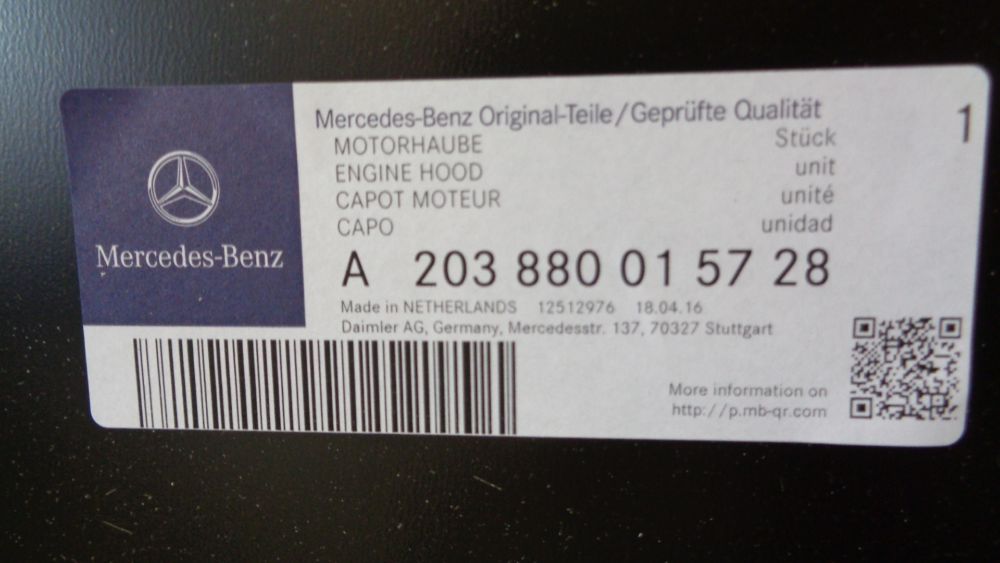 Mercedes-Benz
Mercedes-Benz Original-Teile/Geprüfte Qualität
1
MOTORHAUBE Stück
ENGINE HOOD unit
CAPOT MOTEUR unité
CAPO unidad
A 203 880 01 57 28
Made in NETHERLANDS 12512976 18.04.16
Daimler AG, Germany, Mercedesstr. 137, 70327 Stuttgart
More information on
http://p.mb-qr.com